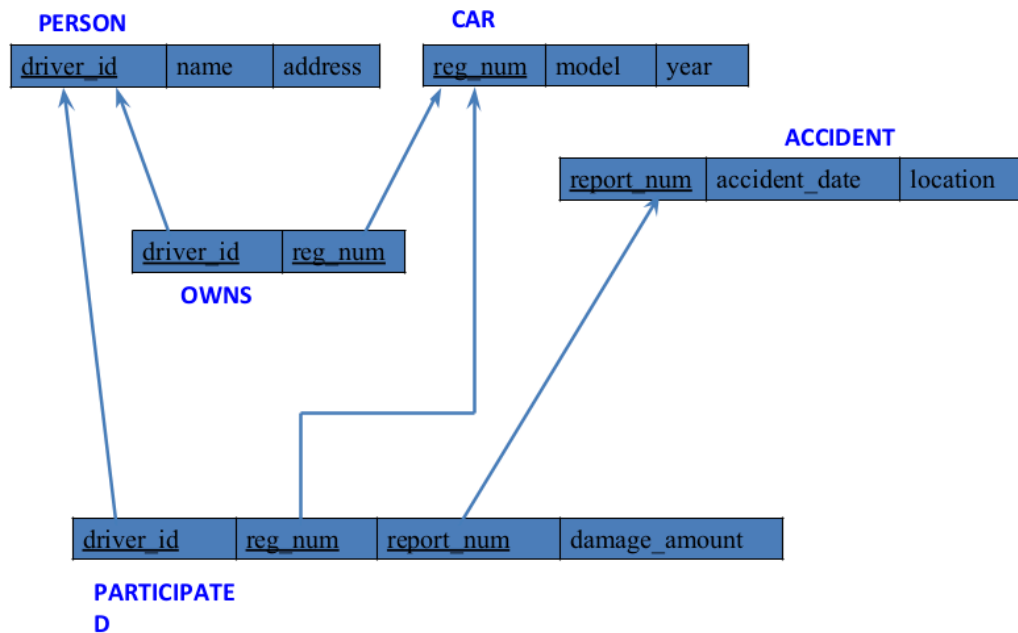 PERSON
CAR
driver_id name address
reg_num model year
ACCIDENT
report_num accident_date location
driver_id reg_num
OWNS
driver_id reg_num report_num damage_amount
PARTICIPATE
D